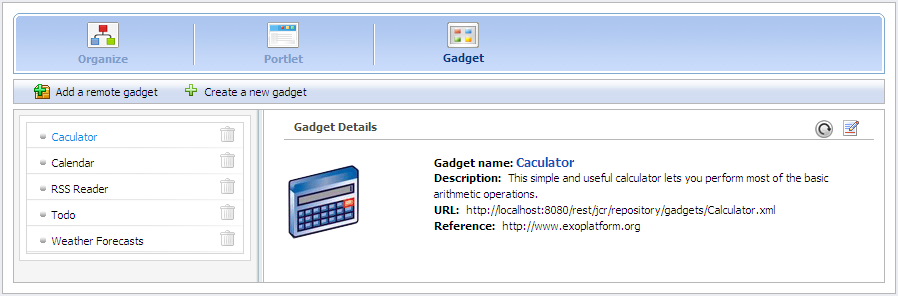 Organize
Portlet
Gadget
Add a remote gadget
Create a new gadget
Caculator
Calendar
RSS Reader
Todo
Weather Forecasts
Gadget Details
Gadget name: Caculator
Description: This simple and useful calculator lets you perform most of the basic
arithmetic operations.
URL: http://localhost:8080/rest/jcr/repository/gadgets/Calculator.xml
Reference: http://www.exoplatform.org